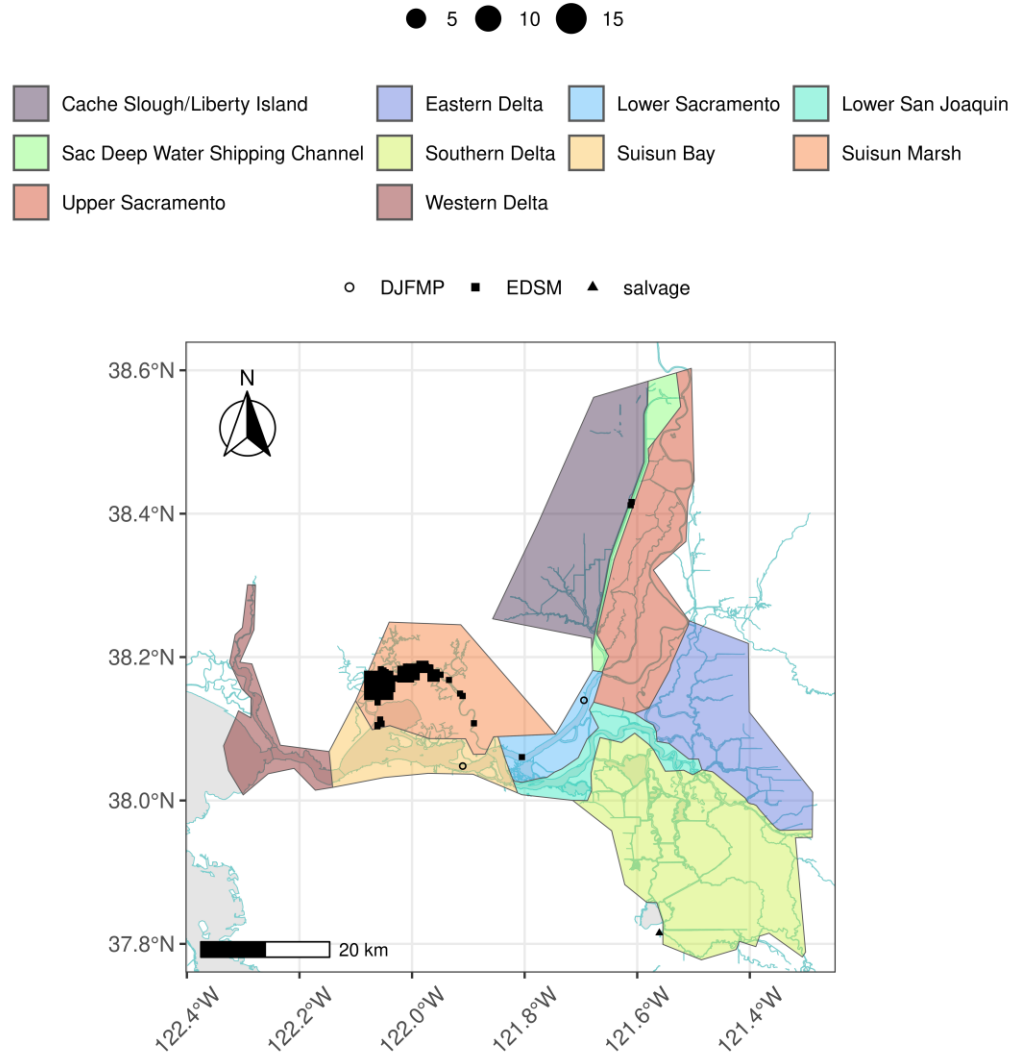 5 10 15
Cache Slough/Liberty Island Eastern Delta Lower Sacramento Lower San Joaquin
Sac Deep Water Shipping Channel Southern Delta Suisun Bay Suisun Marsh
Upper Sacramento Western Delta
DJFMP EDSM salvage
38.6°N
N
38.4°N
38.2°N
38.0°N
37.8°N
20 km
122.4°W 122.2°W 122.0°W 121.8°W 121.6°W 121.4°W